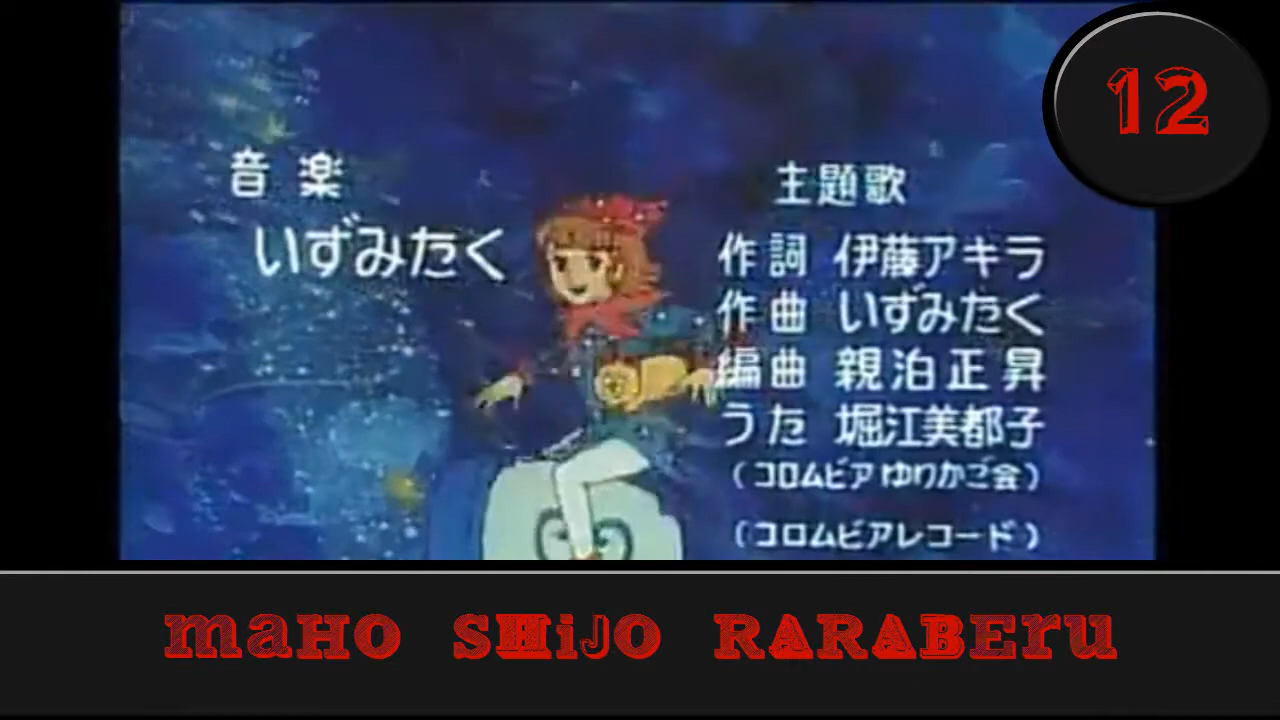 12
音楽
いずみたく
主題歌
作詞 伊藤アキラ
作曲 いずみたく
編曲 親泊正昇
うた 堀江美都子
(コロムビアゆりかご会)
(コロムビアレコード)
maHO SHiJO RARABEru